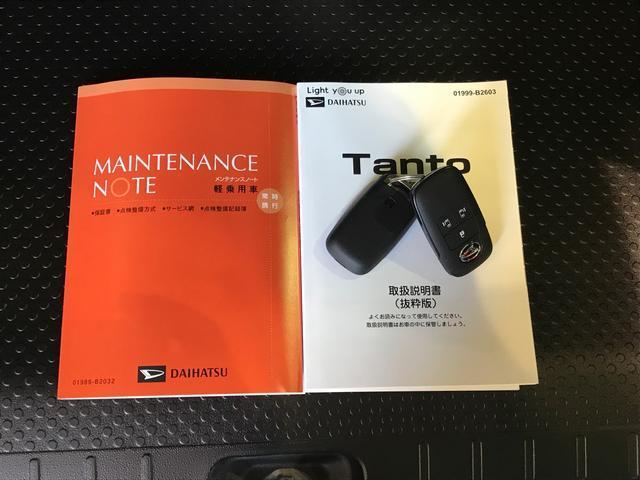 MAINTENANCE
NOTE
メンテナンスノート
軽乗用車
常時
携行
●保証書 ●点検整備方式 ●サービス網 ●点検整備記録簿
01989-B2032
DAIHATSU
Light you up
DAIHATSU
01999-B2603
Tanto
取扱説明書
（抜粋版）
よくお読みになって使用してください。
取扱説明書はお車の中に保管しましょう。